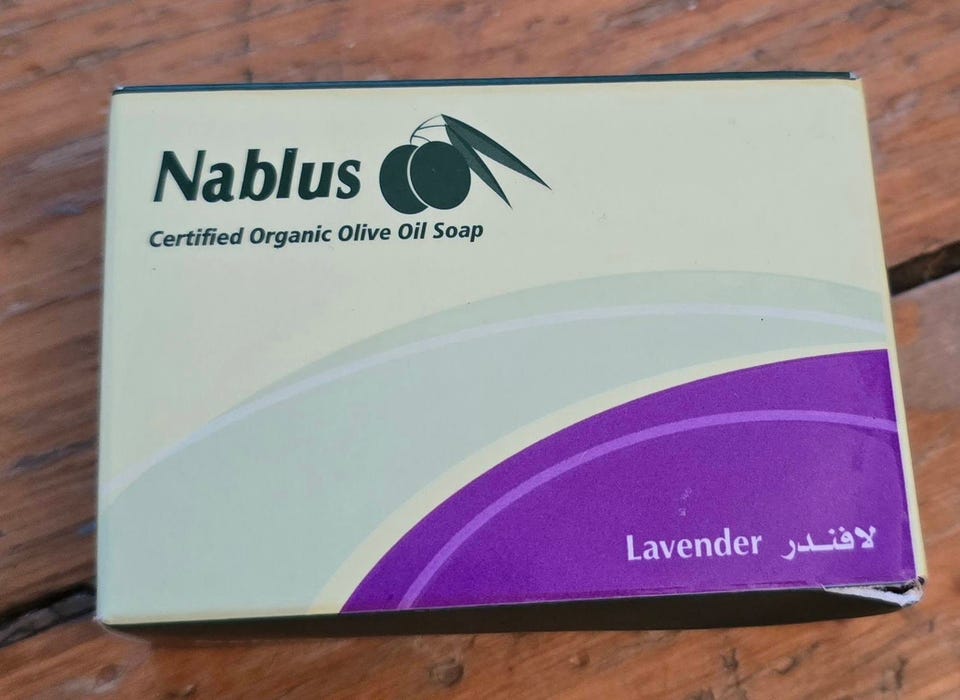 Nablus
Certified Organic Olive Oil Soap
Lavender لافندر